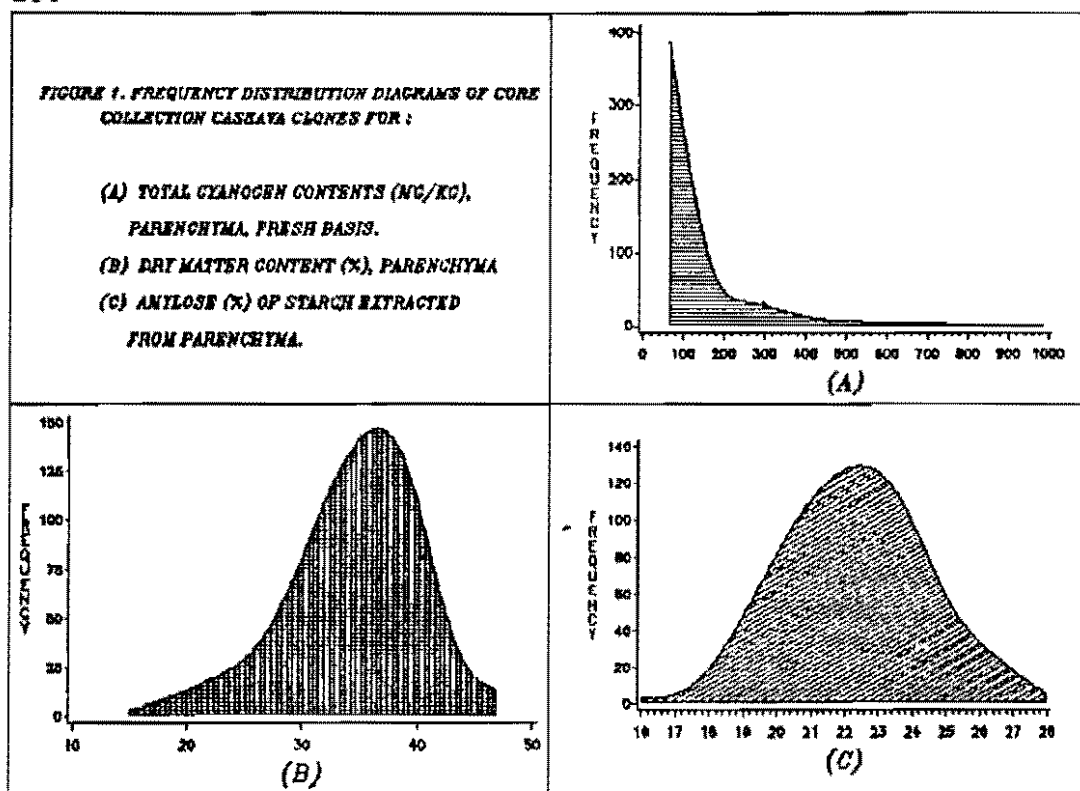 FIGURE 1. FREQUENCY DISTRIBUTION DIAGRAMS OF CORE
COLLECTION CASSAVA CLONES FOR :
(A) TOTAL CYANOGEN CONTENTS (MG/KG),
PARENCHYMA, FRESH BASIS.
(B) DRY MATTER CONTENT (%), PARENCHYMA
(C) AMYLOSE (%) OF STARCH EXTRACTED
FROM PARENCHYMA.
400
300
200
100
0
FREQUENCY
0 100 200 300 400 500 600 700 800 900 1000
(A)
150
125
100
75
50
25
0
FREQUENCY
10 20 30 40 50
(B)
140
120
100
80
60
40
20
0
FREQUENCY
16 17 18 19 20 21 22 23 24 25 26 27 28
(C)